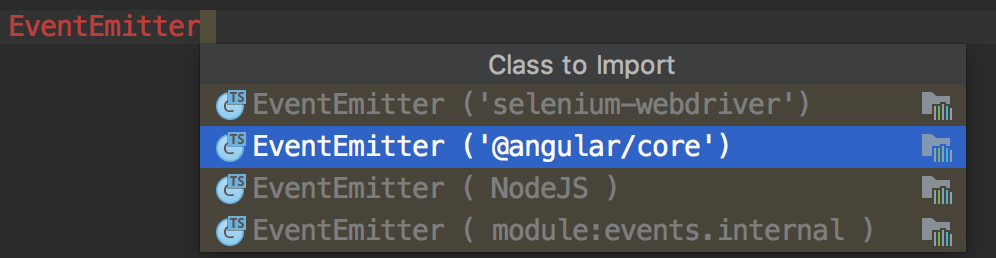 EventEmitter
Class to Import
TS EventEmitter ('selenium-webdriver')
TS EventEmitter ('@angular/core')
TS EventEmitter ( NodeJS )
TS EventEmitter ( module:events.internal )